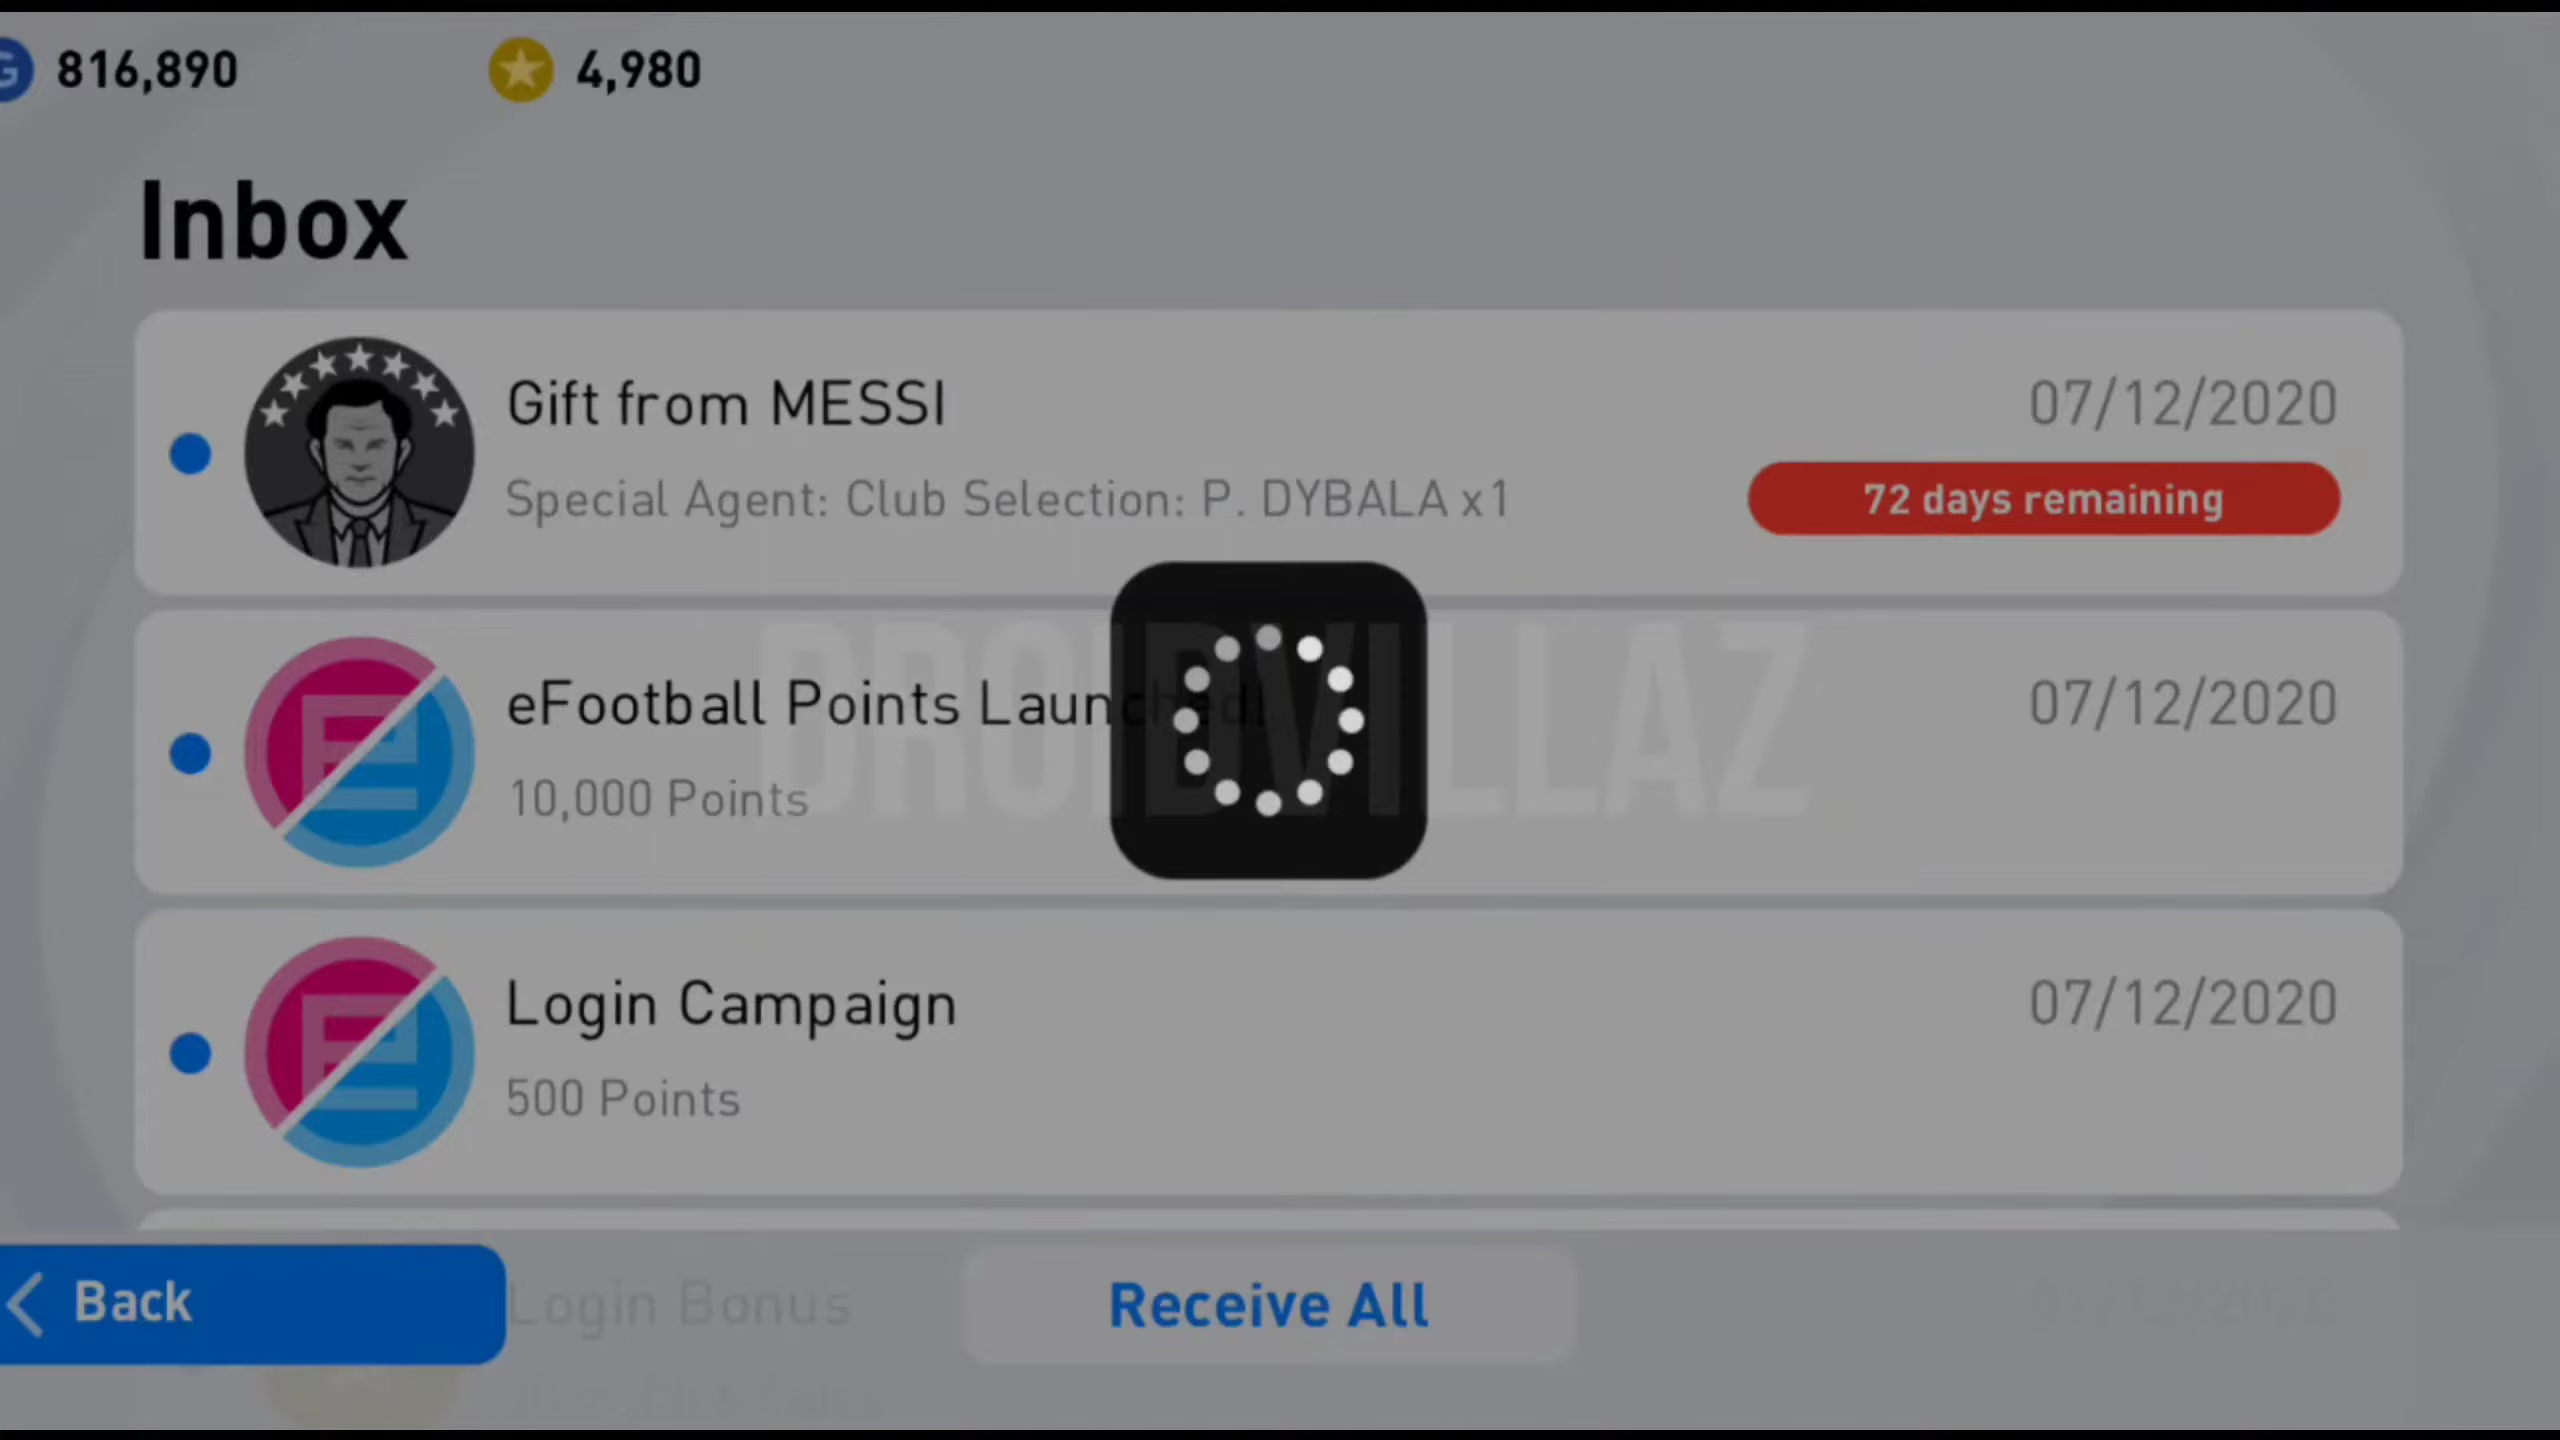 G 816,890 4,980
Inbox
Gift from MESSI 07/12/2020
Special Agent: Club Selection: P. DYBALA x1 72 days remaining
eFootball Points Launched! 07/12/2020
10,000 Points
DROIDVILLAZ
Login Campaign 07/12/2020
500 Points
Back Login Bonus Receive All